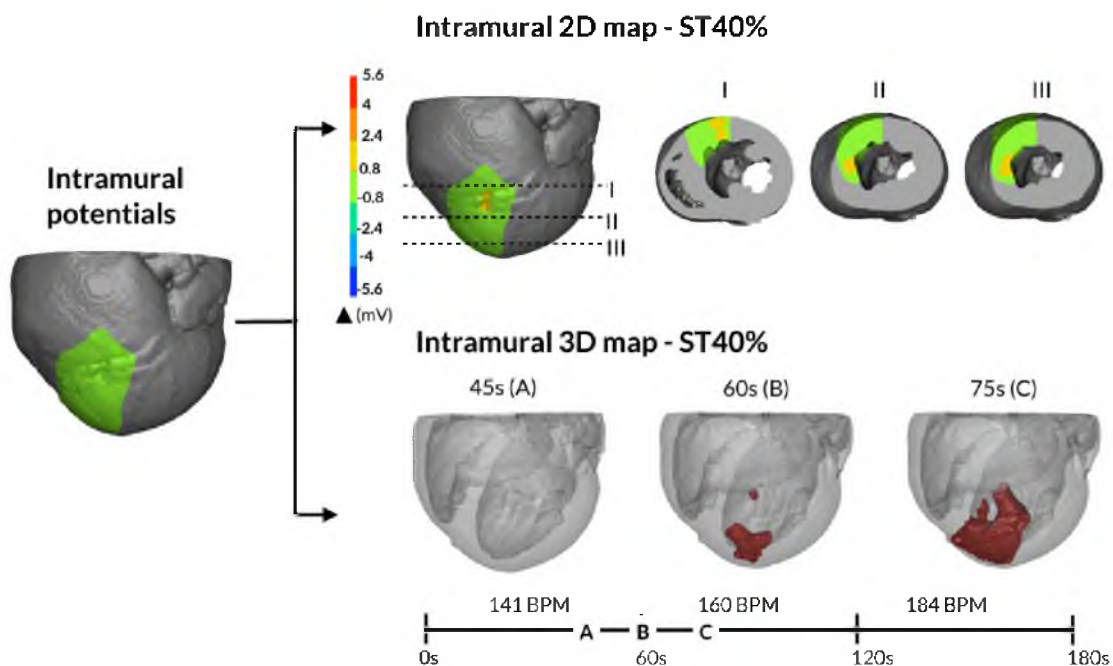 Intramural 2D map - ST40%
5.6
4
2.4
0.8
-0.8
-2.4
-4
-5.6
(mV)
I
II
III
I
II
III
Intramural
potentials
Intramural 3D map - ST40%
45s (A)
60s (B)
75s (C)
141 BPM
160 BPM
184 BPM
A
B
C
0s
60s
120s
180s